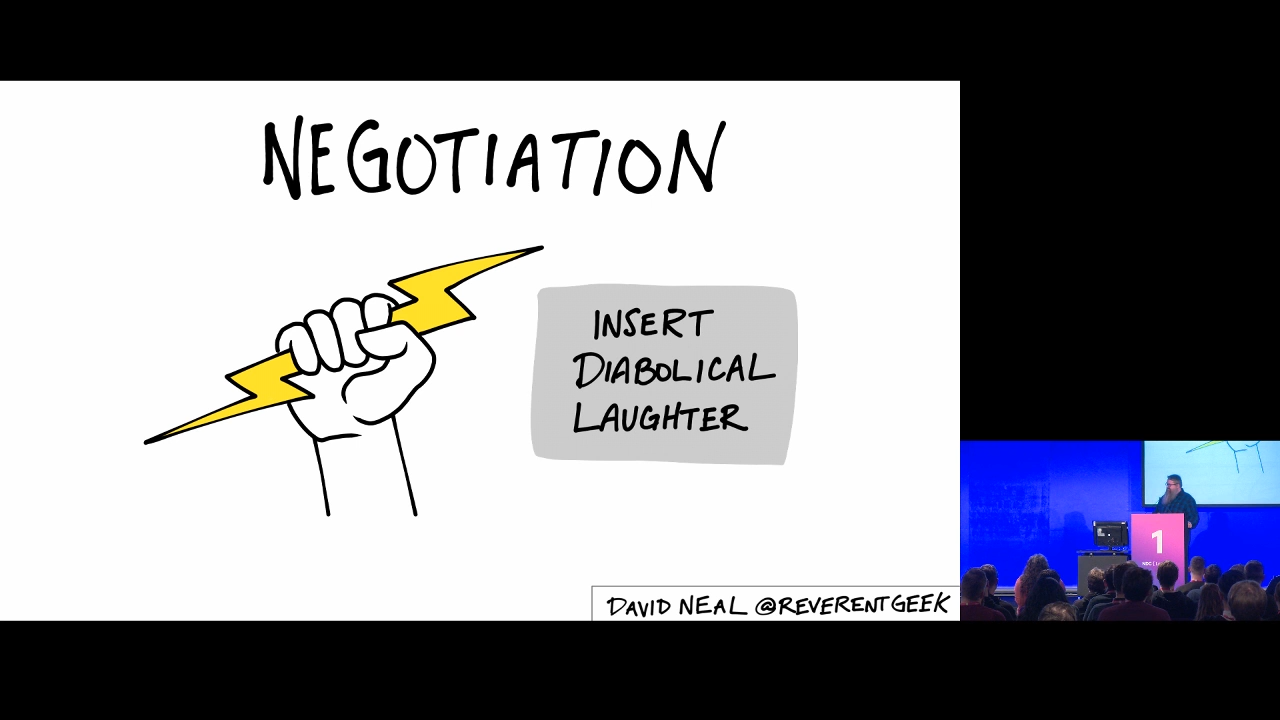 NEGOTIATION
INSERT
DIABOLICAL
LAUGHTER
DAVID NEAL @REVERENTGEEK
1